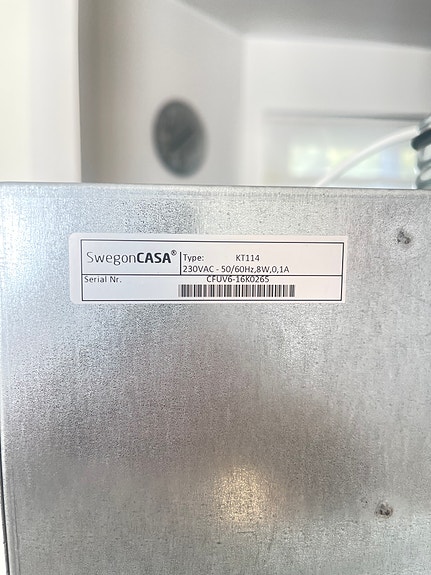 SwegonCASA® Type: KT114
230VAC - 50/60Hz,8W,0,1A
Serial Nr. CFUV6-16K0265